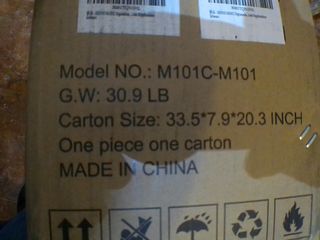 Model NO.: M101C-M101
G.W: 30.9 LB
Carton Size: 33.5*7.9*20.3 INCH
One piece one carton
MADE IN CHINA